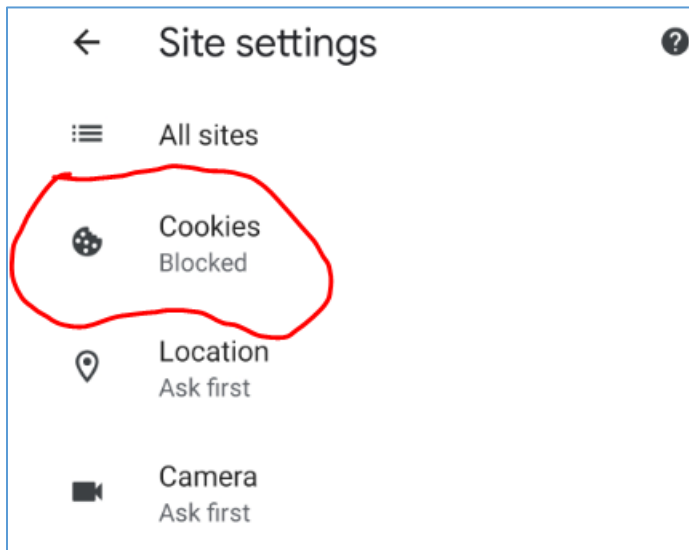 Site settings
All sites
Cookies
Blocked
Location
Ask first
Camera
Ask first